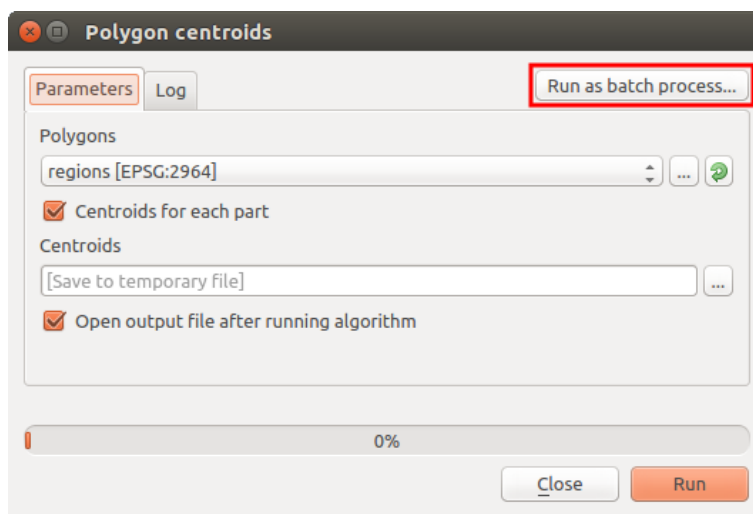 Polygon centroids
Parameters
Log
Run as batch process...
Polygons
regions [EPSG:2964]
...
Centroids for each part
Centroids
[Save to temporary file]
...
Open output file after running algorithm
0%
Close
Run